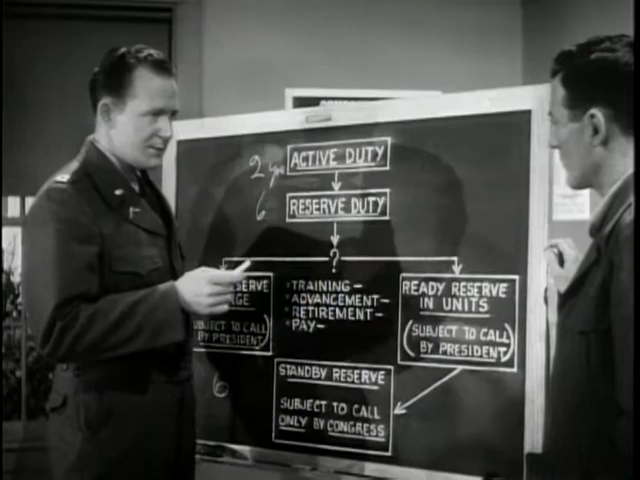 2 yrs
ACTIVE DUTY
6
RESERVE DUTY
?
SERVE
GE
SUBJECT TO CALL
BY PRESIDENT
• TRAINING –
• ADVANCEMENT –
• RETIREMENT –
• PAY –
READY RESERVE
IN UNITS
(SUBJECT TO CALL
BY PRESIDENT)
6
STANDBY RESERVE
SUBJECT TO CALL
ONLY BY CONGRESS